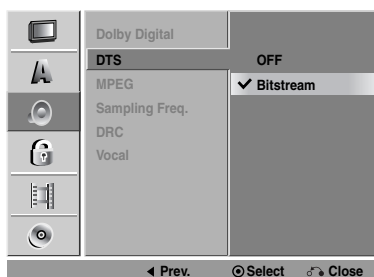 Dolby Digital
DTS
OFF
MPEG
✔ Bitstream
Sampling Freq.
DRC
Vocal
◀ Prev.
Select
Close